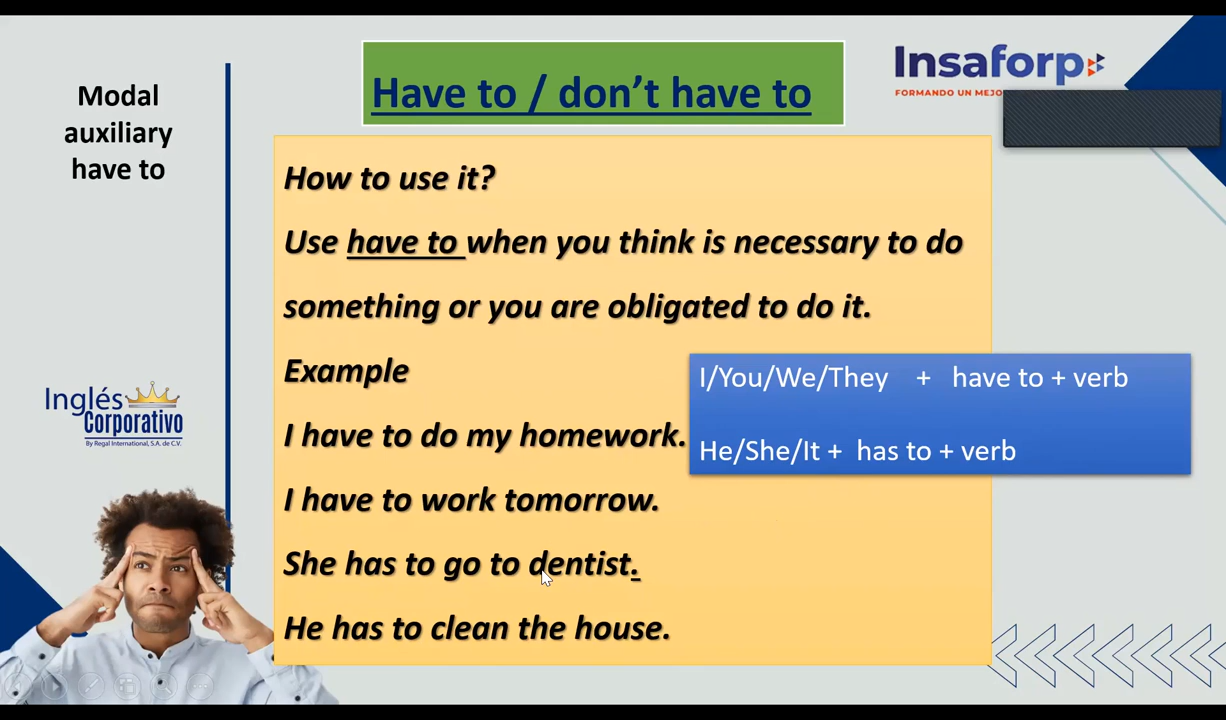 Modal
auxiliary
have to
Have to / don't have to
Insaforp
FORMANDO UN MEJO
How to use it?
Use have to when you think is necessary to do
something or you are obligated to do it.
Example
I have to do my homework.
I have to work tomorrow.
She has to go to dentist.
He has to clean the house.
I/You/We/They + have to + verb
He/She/It + has to + verb
Inglés
Corporativo
By Regal International, S.A. de C.V.